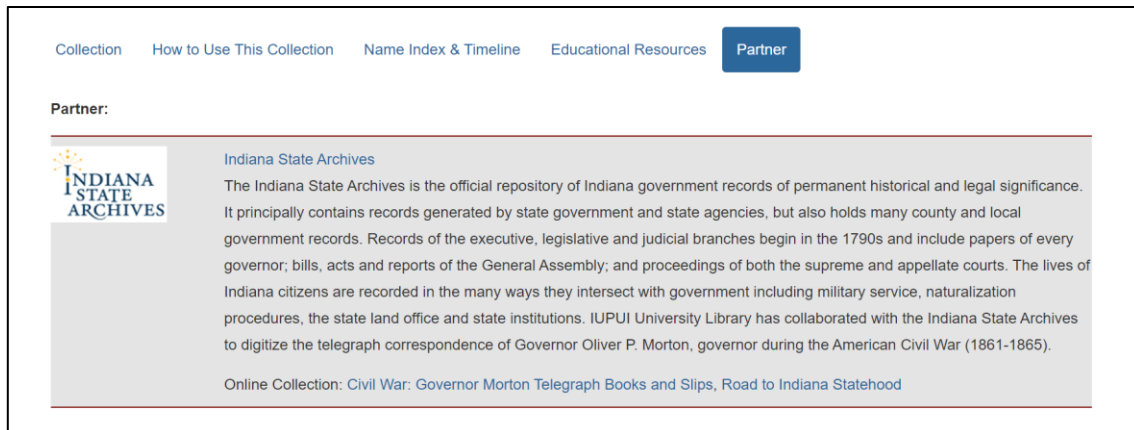 Collection How to Use This Collection Name Index & Timeline Educational Resources Partner
Partner:
INDIANA
STATE
ARCHIVES
Indiana State Archives
The Indiana State Archives is the official repository of Indiana government records of permanent historical and legal significance.
It principally contains records generated by state government and state agencies, but also holds many county and local
government records. Records of the executive, legislative and judicial branches begin in the 1790s and include papers of every
governor; bills, acts and reports of the General Assembly; and proceedings of both the supreme and appellate courts. The lives of
Indiana citizens are recorded in the many ways they intersect with government including military service, naturalization
procedures, the state land office and state institutions. IUPUI University Library has collaborated with the Indiana State Archives
to digitize the telegraph correspondence of Governor Oliver P. Morton, governor during the American Civil War (1861-1865).
Online Collection: Civil War: Governor Morton Telegraph Books and Slips, Road to Indiana Statehood